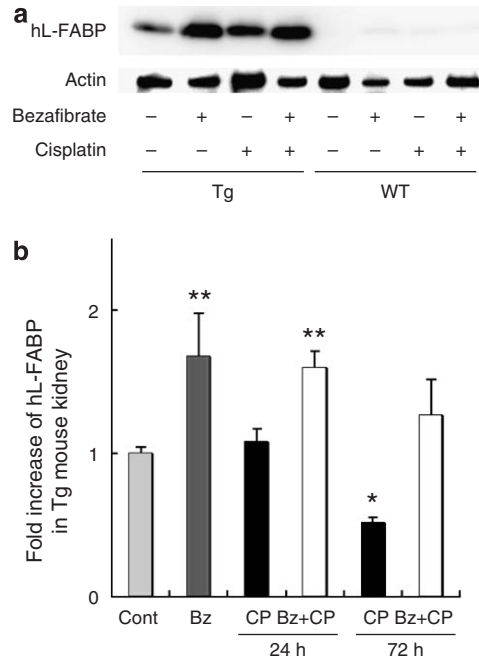 a
hL-FABP
Actin
Bezafibrate – + – + – + – +
Cisplatin – – + + – – + +
Tg WT
b
Fold increase of hL-FABP
in Tg mouse kidney
2
1
0
**
**
*
Cont Bz CP Bz+CP CP Bz+CP
24 h 72 h